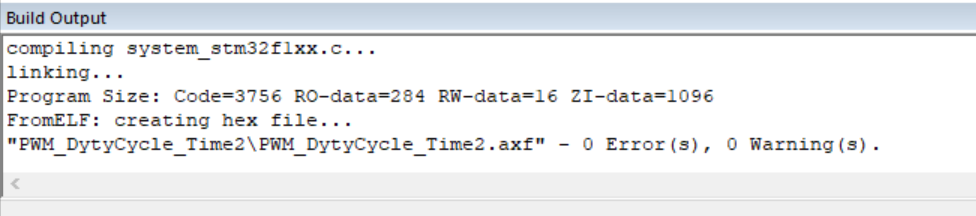 Build Output
compiling system_stm32f1xx.c...
linking...
Program Size: Code=3756 RO-data=284 RW-data=16 ZI-data=1096
FromELF: creating hex file...
"PWM_DytyCycle_Time2\PWM_DytyCycle_Time2.axf" - 0 Error(s), 0 Warning(s).